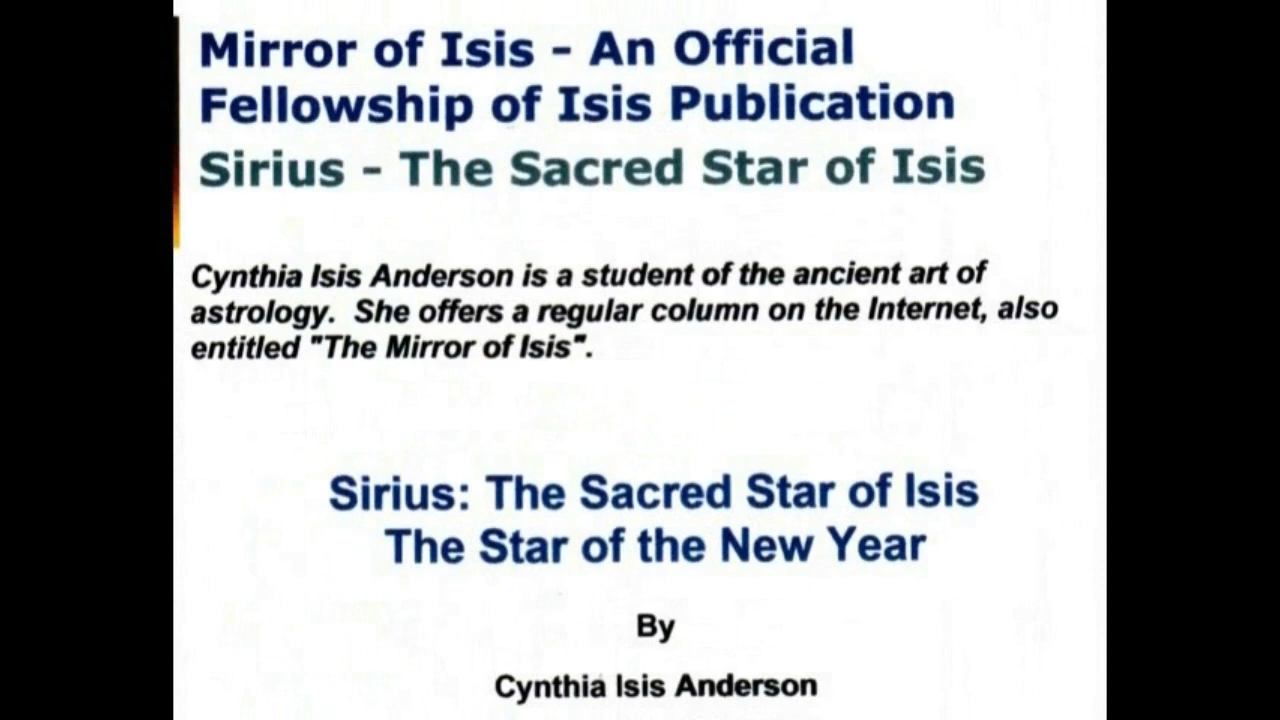 Mirror of Isis - An Official
Fellowship of Isis Publication
Sirius - The Sacred Star of Isis
Cynthia Isis Anderson is a student of the ancient art of
astrology.  She offers a regular column on the Internet, also
entitled "The Mirror of Isis".
Sirius: The Sacred Star of Isis
The Star of the New Year
By
Cynthia Isis Anderson